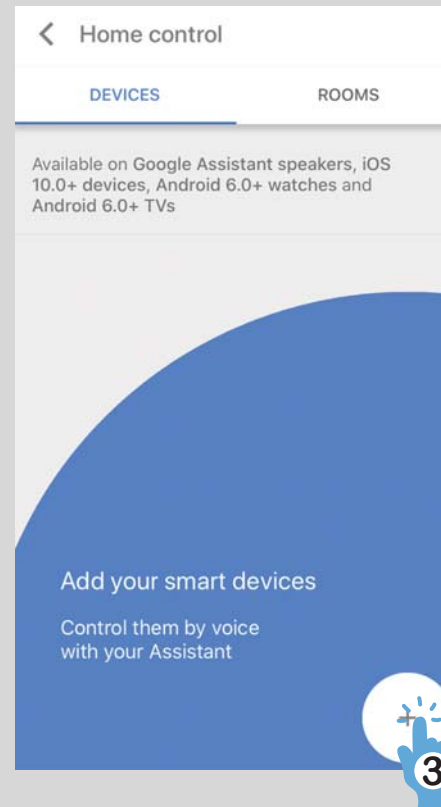 Home control
DEVICES ROOMS
Available on Google Assistant speakers, iOS
10.0+ devices, Android 6.0+ watches and
Android 6.0+ TVs
Add your smart devices
Control them by voice
with your Assistant
+
3